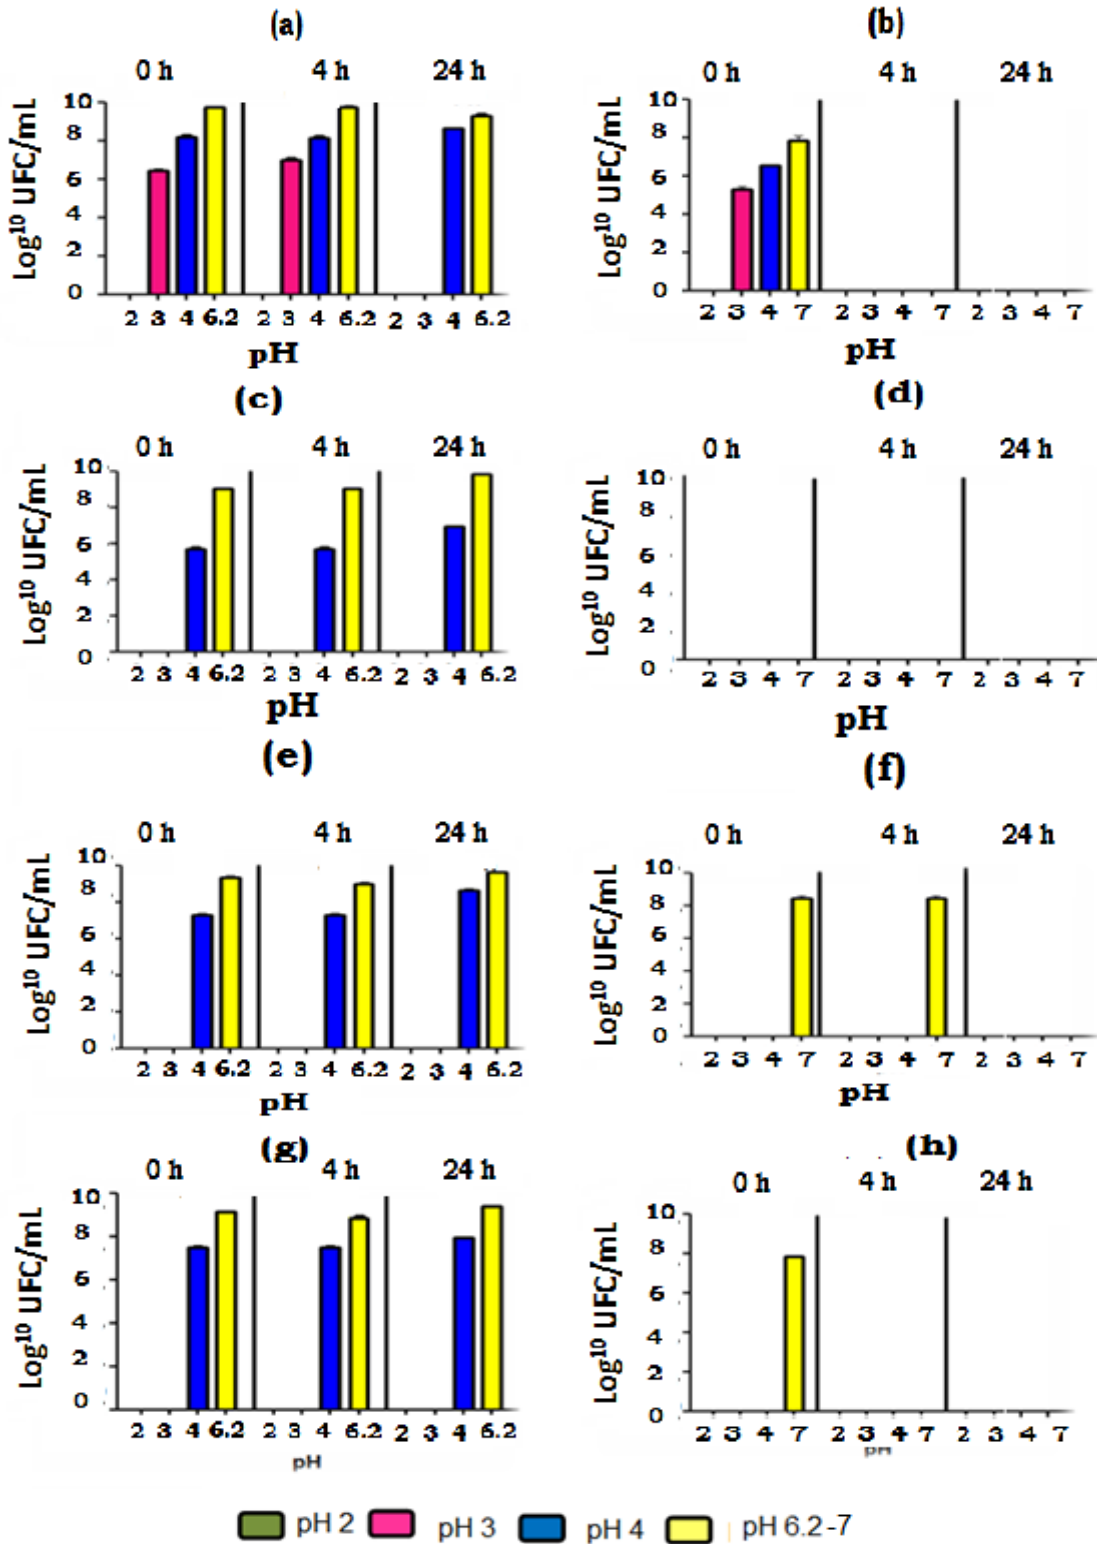 (a)
0 h 4 h 24 h
Log¹⁰ UFC/mL
10
8
6
4
2
0
2 3 4 6.2 2 3 4 6.2 2 3 4 6.2
pH
(b)
0 h 4 h 24 h
Log¹⁰ UFC/mL
10
8
6
4
2
0
2 3 4 7 2 3 4 7 2 3 4 7
pH
(c)
0 h 4 h 24 h
Log¹⁰ UFC/mL
10
8
6
4
2
0
2 3 4 6.2 2 3 4 6.2 2 3 4 6.2
pH
(d)
0 h 4 h 24 h
Log¹⁰ UFC/mL
10
8
6
4
2
0
2 3 4 7 2 3 4 7 2 3 4 7
pH
(e)
0 h 4 h 24 h
Log¹⁰ UFC/mL
10
8
6
4
2
0
2 3 4 6.2 2 3 4 6.2 2 3 4 6.2
pH
(f)
0 h 4 h 24 h
Log¹⁰ UFC/mL
10
8
6
4
2
0
2 3 4 7 2 3 4 7 2 3 4 7
pH
(g)
0 h 4 h 24 h
Log¹⁰ UFC/mL
10
8
6
4
2
0
2 3 4 6.2 2 3 4 6.2 2 3 4 6.2
pH
(h)
0 h 4 h 24 h
Log¹⁰ UFC/mL
10
8
6
4
2
0
2 3 4 7 2 3 4 7 2 3 4 7
pH
pH 2 pH 3 pH 4 pH 6.2-7